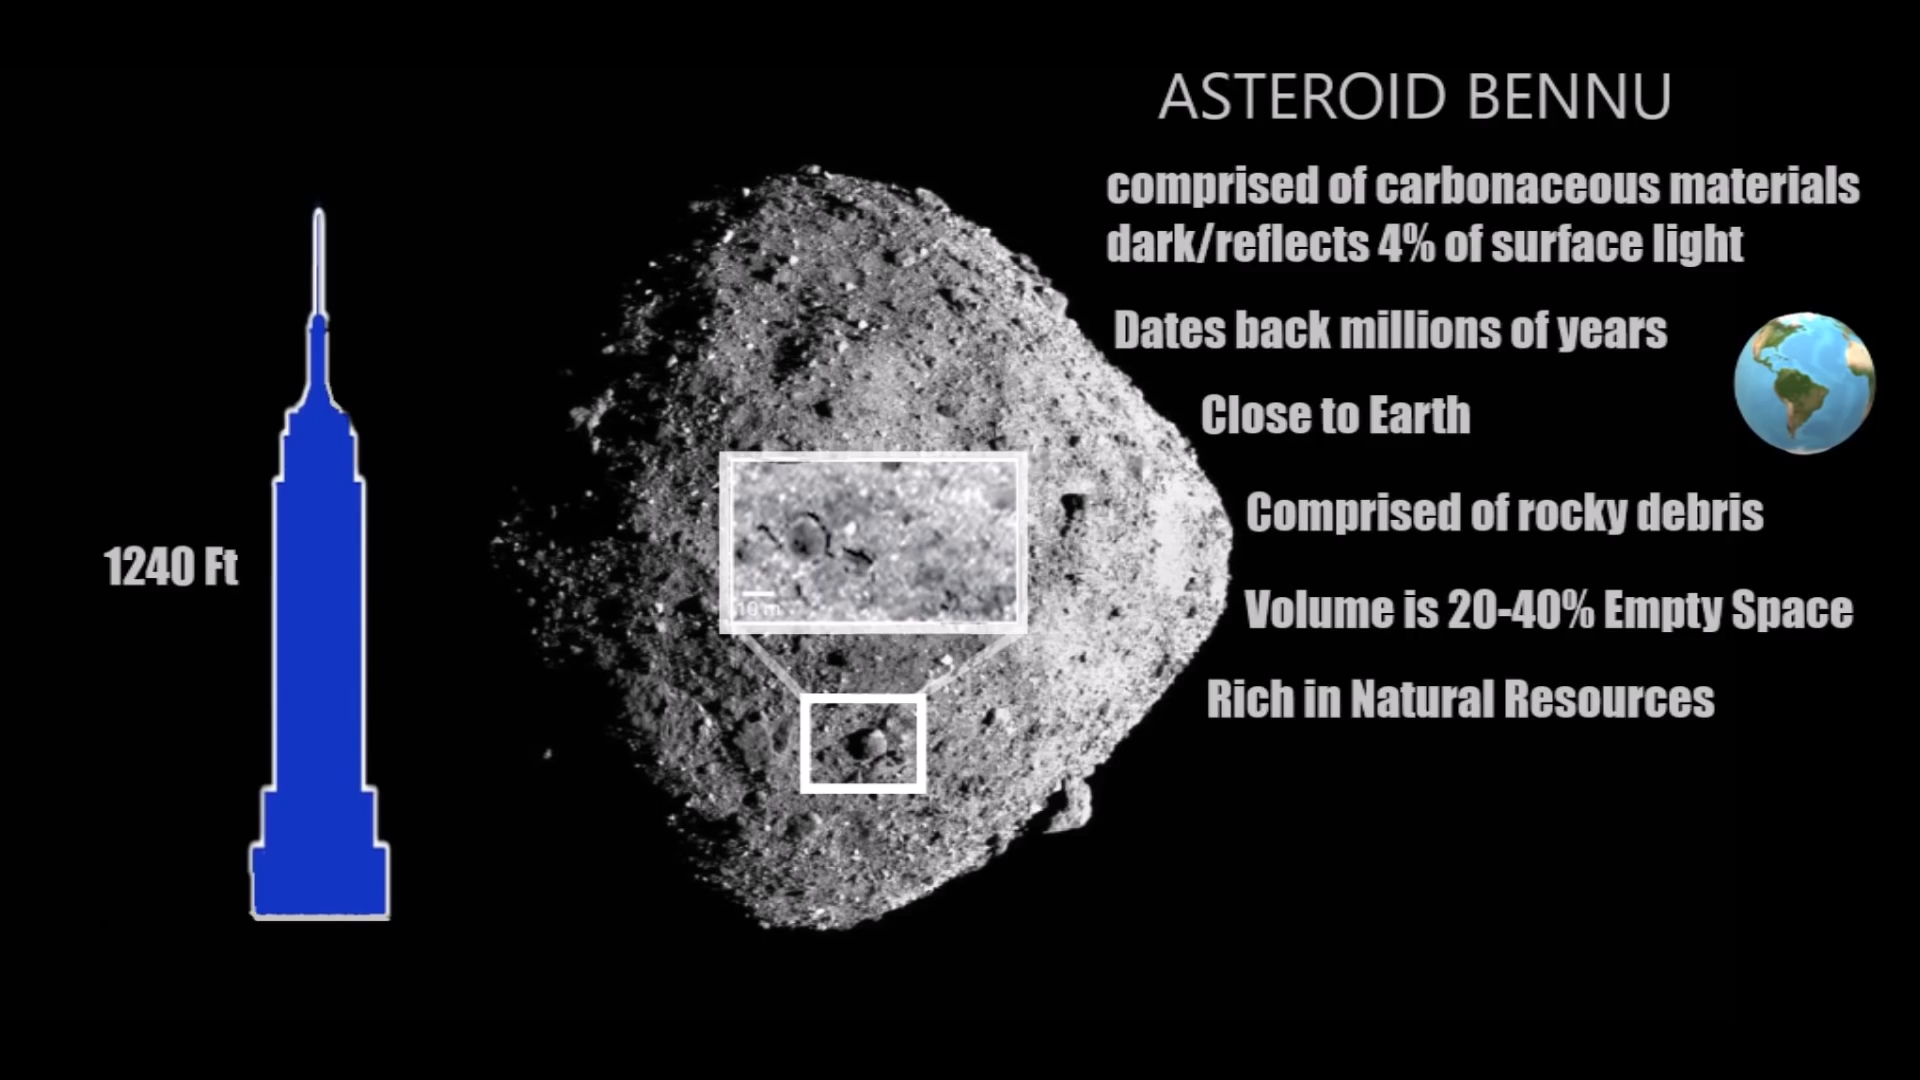 ASTEROID BENNU
comprised of carbonaceous materials
dark/reflects 4% of surface light
Dates back millions of years
Close to Earth
Comprised of rocky debris
1240 Ft
Volume is 20-40% Empty Space
10 m
Rich in Natural Resources